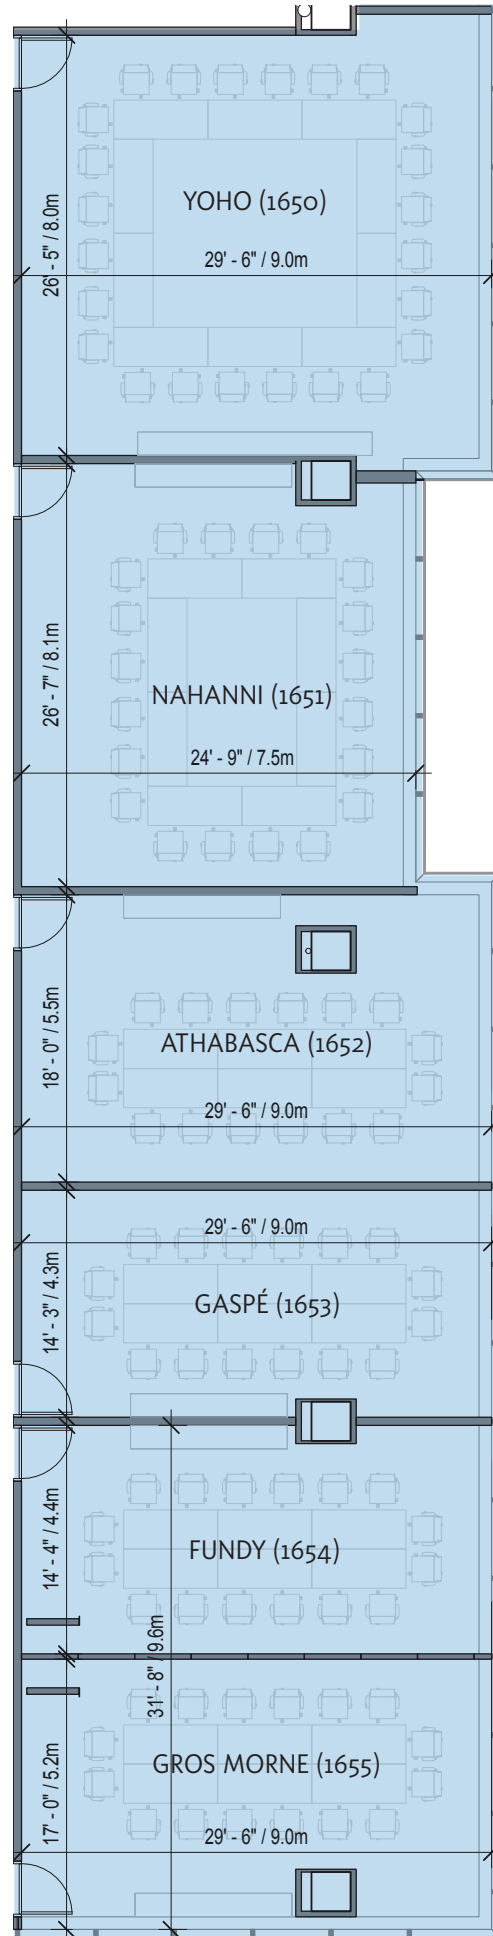 YOHO (1650)
26' - 5" / 8.0m
29' - 6" / 9.0m
NAHANNI (1651)
26' - 7" / 8.1m
24' - 9" / 7.5m
ATHABASCA (1652)
18' - 0" / 5.5m
29' - 6" / 9.0m
29' - 6" / 9.0m
GASPÉ (1653)
14' - 3" / 4.3m
FUNDY (1654)
14' - 4" / 4.4m
31' - 8" / 9.6m
GROS MORNE (1655)
17' - 0" / 5.2m
29' - 6" / 9.0m